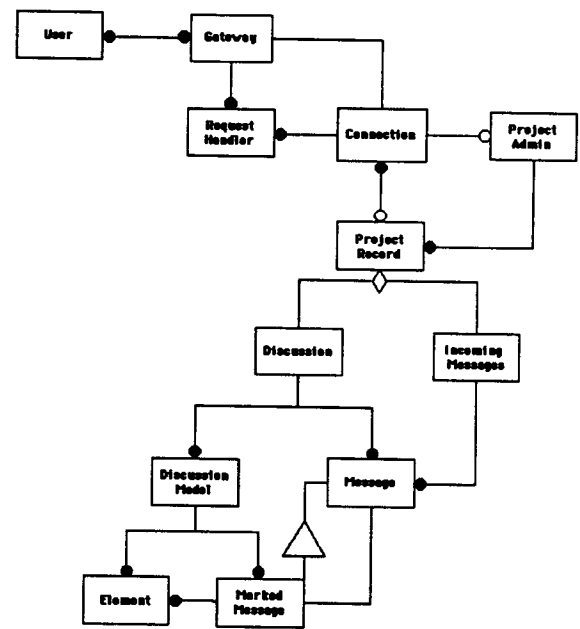 User
Gateway
Request
Handler
Connection
Project
Admin
Project
Record
Discussion
Incoming
Messages
Discussion
Model
Message
Element
Marked
Message